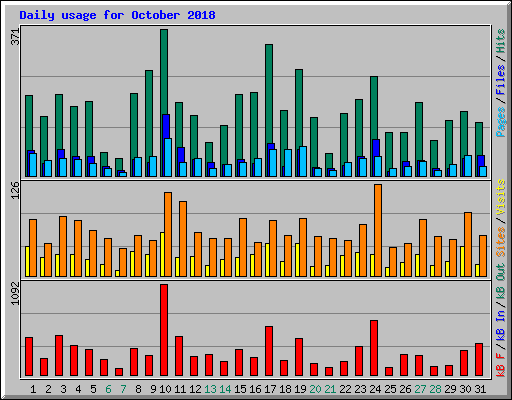 Daily usage for October 2018
371
126
1092
Pages / Files / Hits
Sites / Visits
kB F / kB In / kB Out
1 2 3 4 5 6 7 8 9 10 11 12 13 14 15 16 17 18 19 20 21 22 23 24 25 26 27 28 29 30 31